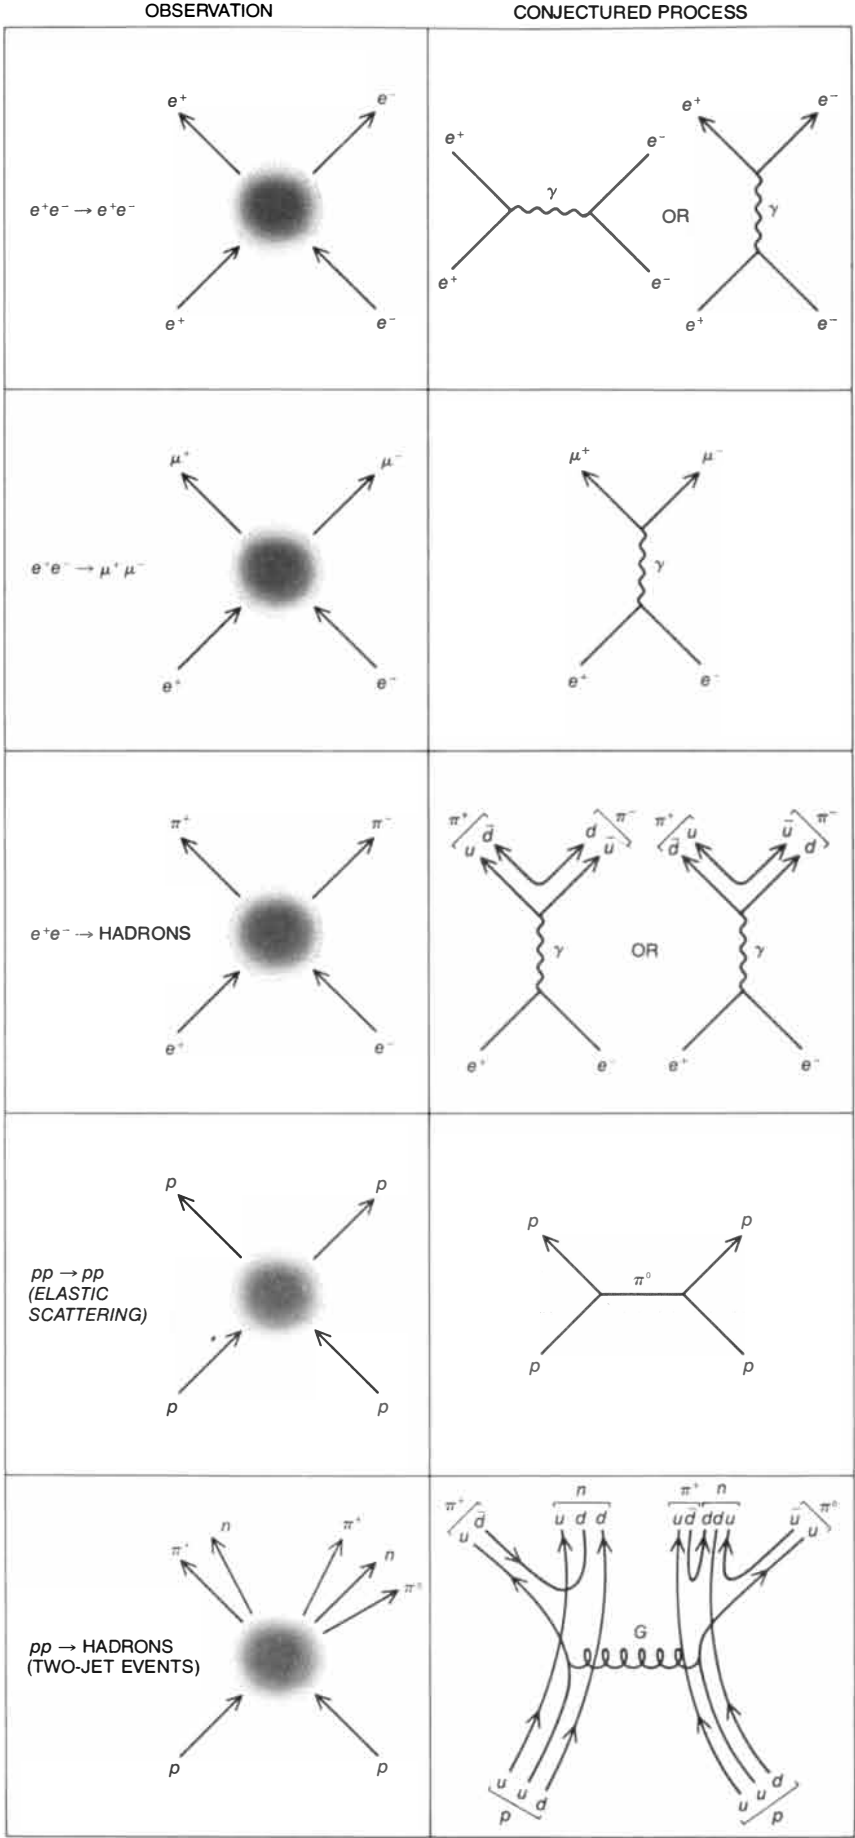 OBSERVATION
CONJECTURED PROCESS
e⁺e⁻ → e⁺e⁻
e⁺
e⁻
e⁺
e⁻
e⁺
e⁻
γ
e⁺
e⁻
OR
e⁺
e⁻
γ
e⁺
e⁻
e⁺e⁻ → μ⁺ μ⁻
μ⁺
μ⁻
e⁺
e⁻
μ⁺
μ⁻
γ
e⁺
e⁻
e⁺e⁻ → HADRONS
π⁺
π⁻
e⁺
e⁻
π⁺
u
d̄
d
ū
π⁻
γ
e⁺
e⁻
OR
π⁺
d̄
u
ū
d
π⁻
γ
e⁺
e⁻
pp → pp
(ELASTIC
SCATTERING)
p
p
p
p
p
p
π⁰
p
p
pp → HADRONS
(TWO-JET EVENTS)
π⁺
n
π⁺
n
π⁰
p
p
π⁺
u
d̄
n
u d d
π⁺
u d̄
n
d d u
ū
u
π⁰
G
u u d
p
u u d
p